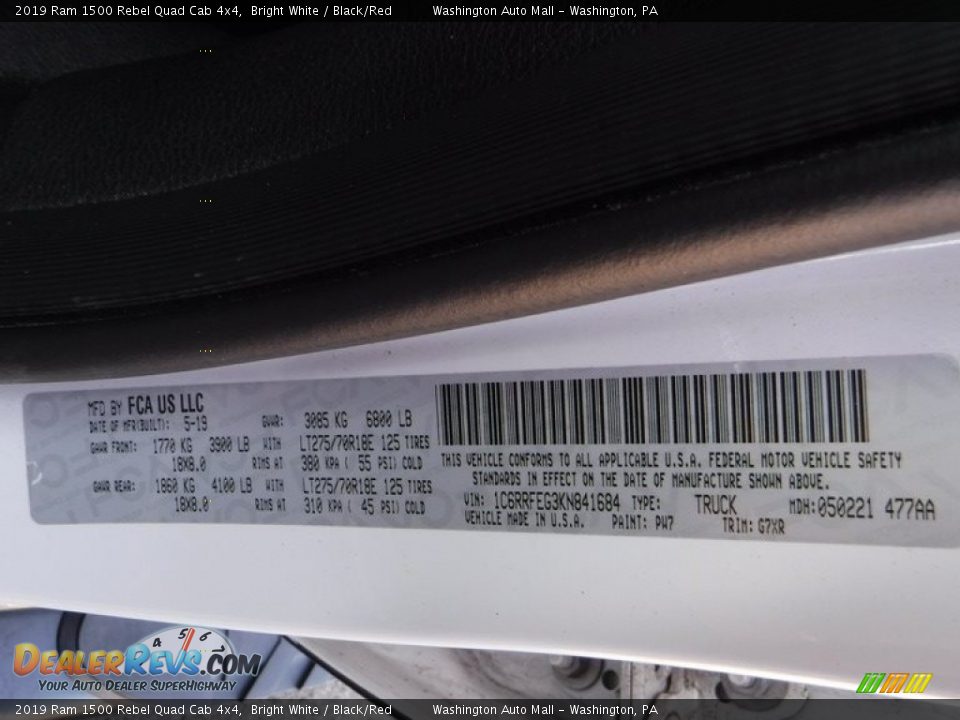 2019 Ram 1500 Rebel Quad Cab 4x4, Bright White / Black/Red Washington Auto Mall - Washington, PA
MFD BY FCA US LLC
DATE OF MFR(BUILT): 5-19 GVWR: 3085 KG 6800 LB
GAWR FRONT: 1770 KG 3900 LB WITH LT275/70R18E 125 TIRES
18X8.0 RIMS AT 380 KPA ( 55 PSI) COLD
GAWR REAR: 1860 KG 4100 LB WITH LT275/70R18E 125 TIRES
18X8.0 RIMS AT 310 KPA ( 45 PSI) COLD
THIS VEHICLE CONFORMS TO ALL APPLICABLE U.S.A. FEDERAL MOTOR VEHICLE SAFETY
STANDARDS IN EFFECT ON THE DATE OF MANUFACTURE SHOWN ABOVE.
VIN: 1C6RRFEG3KN841684 TYPE: TRUCK MDH:050221 477AA
VEHICLE MADE IN U.S.A. PAINT: PW7 TRIM: G7XR
4 5 6
DealerRevs.com
Your Auto Dealer SuperHighway
2019 Ram 1500 Rebel Quad Cab 4x4, Bright White / Black/Red Washington Auto Mall - Washington, PA